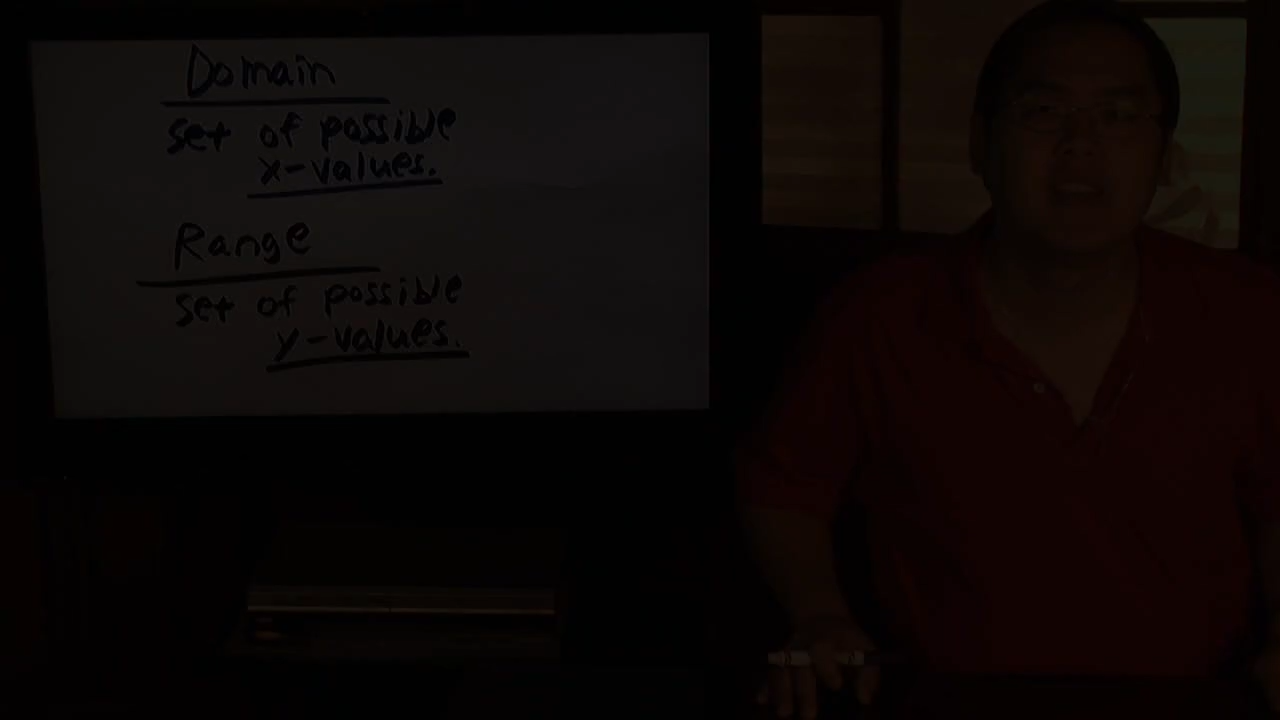 Domain
set of possible
x-values.
Range
set of possible
y-values.